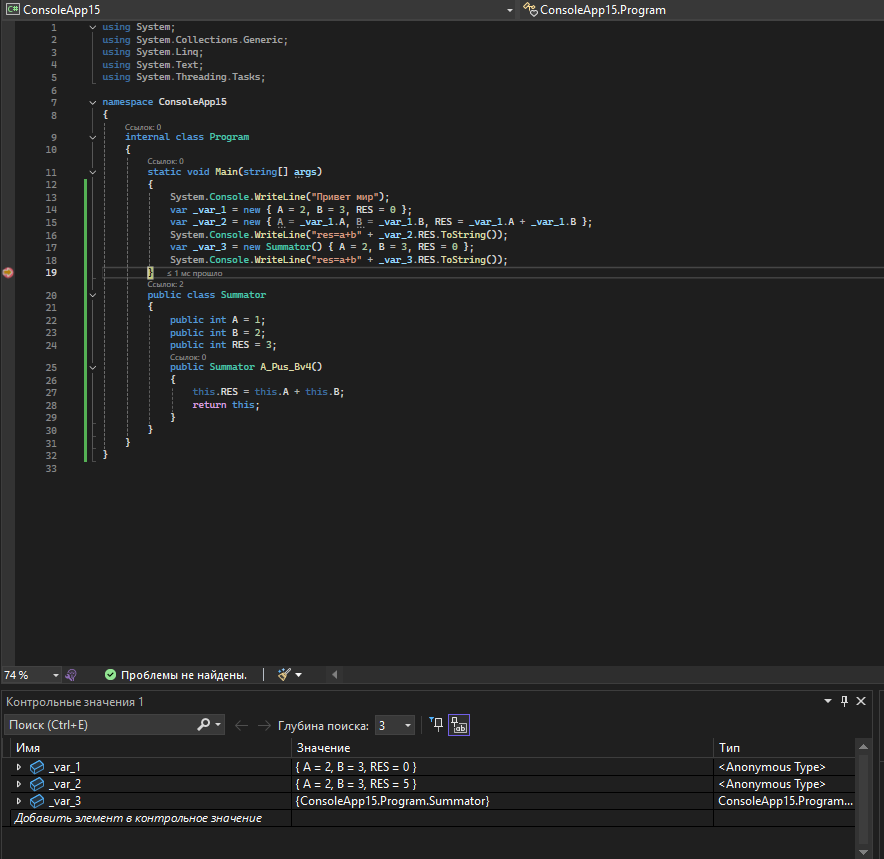 C# ConsoleApp15 ConsoleApp15.Program
1 using System;
2 using System.Collections.Generic;
3 using System.Linq;
4 using System.Text;
5 using System.Threading.Tasks;
6
7 namespace ConsoleApp15
8 {
Ссылок: 0
9 internal class Program
10 {
Ссылок: 0
11 static void Main(string[] args)
12 {
13 System.Console.WriteLine("Привет мир");
14 var _var_1 = new { A = 2, B = 3, RES = 0 };
15 var _var_2 = new { A = _var_1.A, B = _var_1.B, RES = _var_1.A + _var_1.B };
16 System.Console.WriteLine("res=a+b" + _var_2.RES.ToString());
17 var _var_3 = new Summator() { A = 2, B = 3, RES = 0 };
18 System.Console.WriteLine("res=a+b" + _var_3.RES.ToString());
19 } ≤ 1 мс прошло
Ссылок: 2
20 public class Summator
21 {
22 public int A = 1;
23 public int B = 2;
24 public int RES = 3;
Ссылок: 0
25 public Summator A_Pus_Bv4()
26 {
27 this.RES = this.A + this.B;
28 return this;
29 }
30 }
31 }
32 }
33
74 % Проблемы не найдены.
Контрольные значения 1
Поиск (Ctrl+E) Глубина поиска: 3
Имя Значение Тип
_var_1 { A = 2, B = 3, RES = 0 } <Anonymous Type>
_var_2 { A = 2, B = 3, RES = 5 } <Anonymous Type>
_var_3 {ConsoleApp15.Program.Summator} ConsoleApp15.Program...
Добавить элемент в контрольное значение